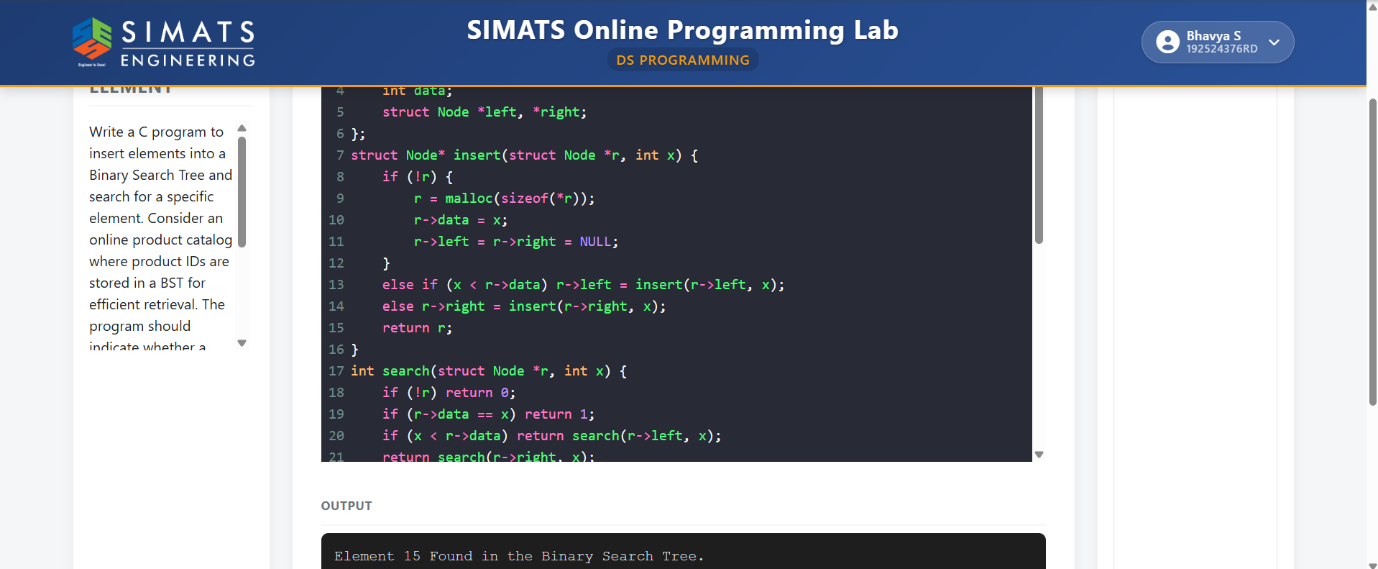 SIMATS
ENGINEERING
Engineer to Excel
SIMATS Online Programming Lab
DS PROGRAMMING
Bhavya S
192524376RD
ELEMENT
Write a C program to
insert elements into a
Binary Search Tree and
search for a specific
element. Consider an
online product catalog
where product IDs are
stored in a BST for
efficient retrieval. The
program should
indicate whether a
4 int data;
5 struct Node *left, *right;
6 };
7 struct Node* insert(struct Node *r, int x) {
8 if (!r) {
9 r = malloc(sizeof(*r));
10 r->data = x;
11 r->left = r->right = NULL;
12 }
13 else if (x < r->data) r->left = insert(r->left, x);
14 else r->right = insert(r->right, x);
15 return r;
16 }
17 int search(struct Node *r, int x) {
18 if (!r) return 0;
19 if (r->data == x) return 1;
20 if (x < r->data) return search(r->left, x);
21 return search(r->right, x);
OUTPUT
Element 15 Found in the Binary Search Tree.